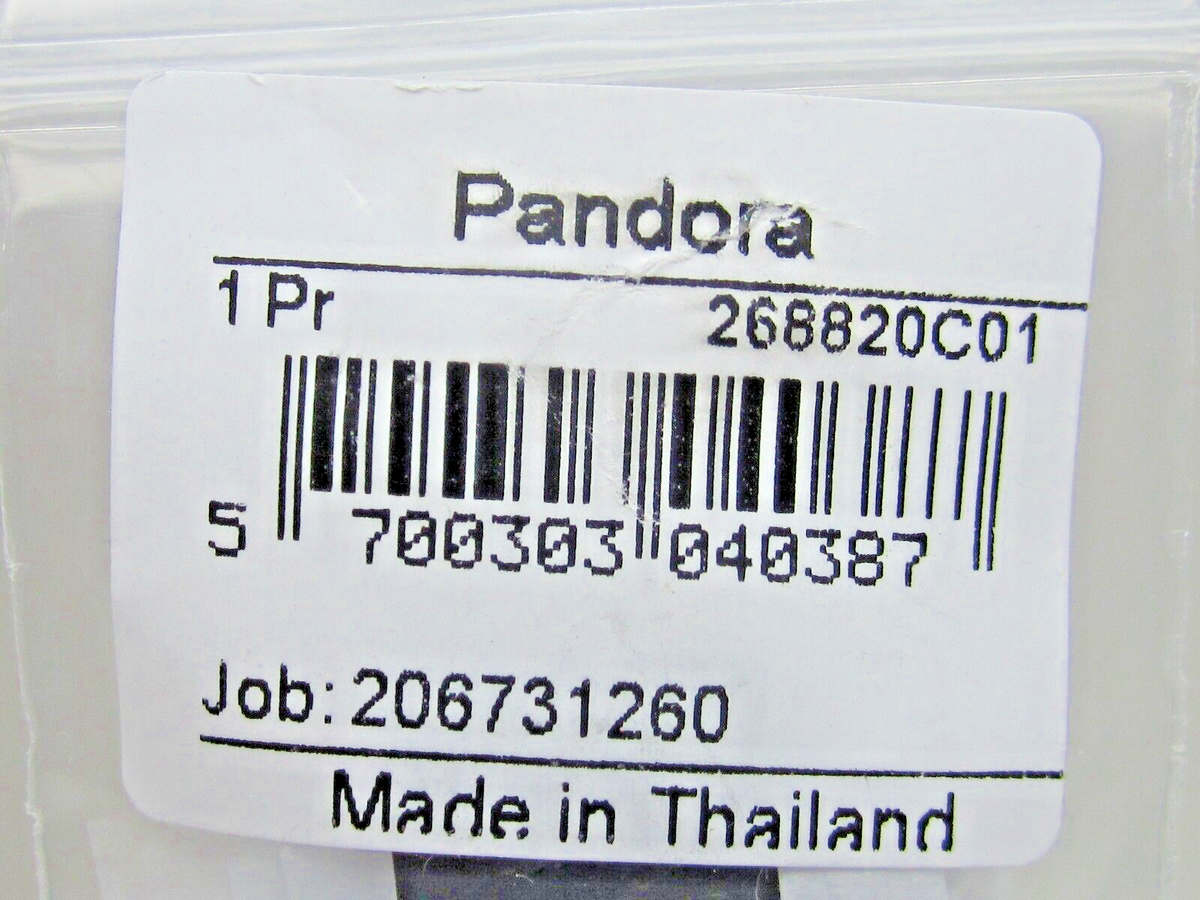 Pandora
1 Pr 268820C01
5 700303 040387
Job: 206731260
Made in Thailand